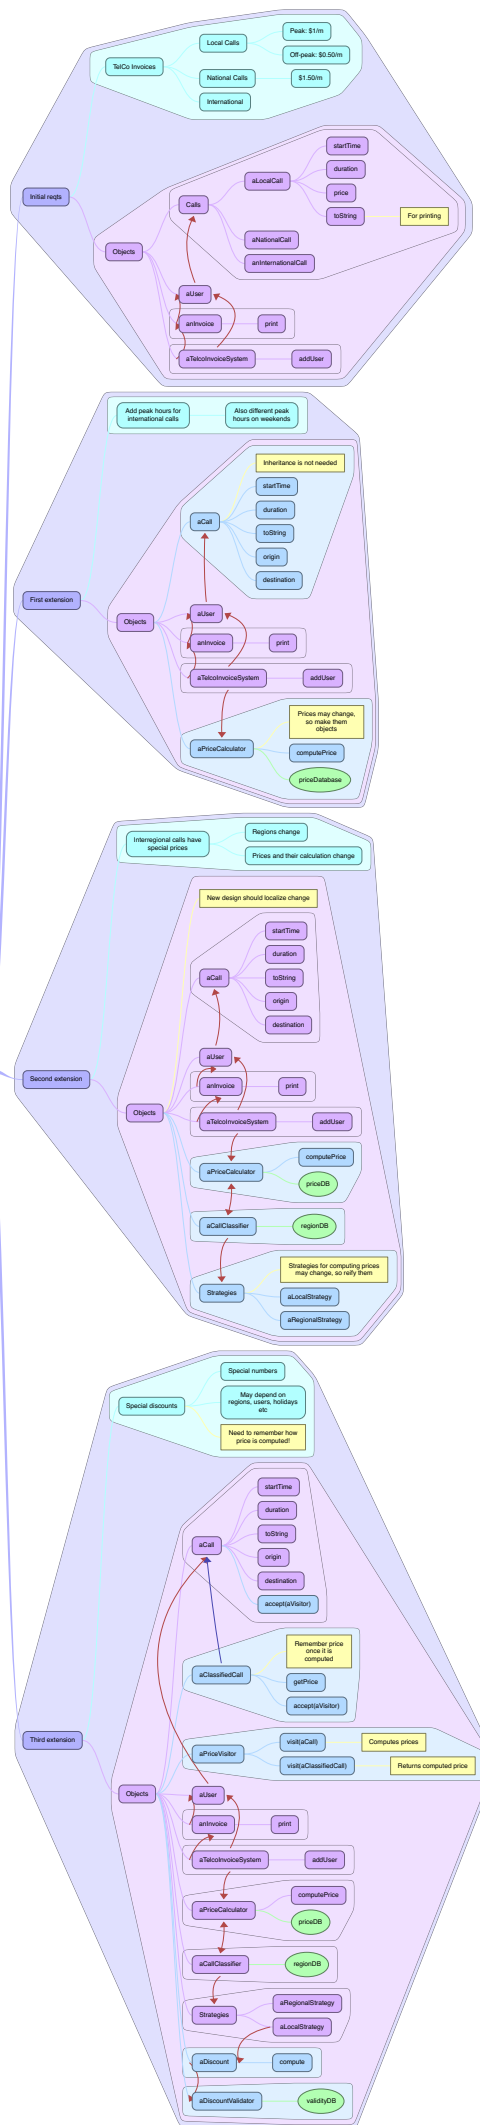 Initial reqts
TelCo Invoices
Local Calls
Peak: $1/m
Off-peak: $0.50/m
National Calls
$1.50/m
International
Objects
Calls
aLocalCall
startTime
duration
price
toString
For printing
aNationalCall
anInternationalCall
aUser
anInvoice
print
aTelcoInvoiceSystem
addUser
First extension
Add peak hours for
international calls
Also different peak
hours on weekends
Objects
aCall
Inheritance is not needed
startTime
duration
toString
origin
destination
aUser
anInvoice
print
aTelcoInvoiceSystem
addUser
aPriceCalculator
Prices may change,
so make them
objects
computePrice
priceDatabase
Second extension
Interregional calls have
special prices
Regions change
Prices and their calculation change
Objects
New design should localize change
aCall
startTime
duration
toString
origin
destination
aUser
anInvoice
print
aTelcoInvoiceSystem
addUser
aPriceCalculator
computePrice
priceDB
aCallClassifier
regionDB
Strategies
Strategies for computing prices
may change, so reify them
aLocalStrategy
aRegionalStrategy
Third extension
Special discounts
Special numbers
May depend on
regions, users, holidays
etc
Need to remember how
price is computed!
Objects
aCall
startTime
duration
toString
origin
destination
accept(aVisitor)
aClassifiedCall
Remember price
once it is
computed
getPrice
accept(aVisitor)
aPriceVisitor
visit(aCall)
Computes prices
visit(aClassifiedCall)
Returns computed price
aUser
anInvoice
print
aTelcoInvoiceSystem
addUser
aPriceCalculator
computePrice
priceDB
aCallClassifier
regionDB
Strategies
aRegionalStrategy
aLocalStrategy
aDiscount
compute
aDiscountValidator
validityDB